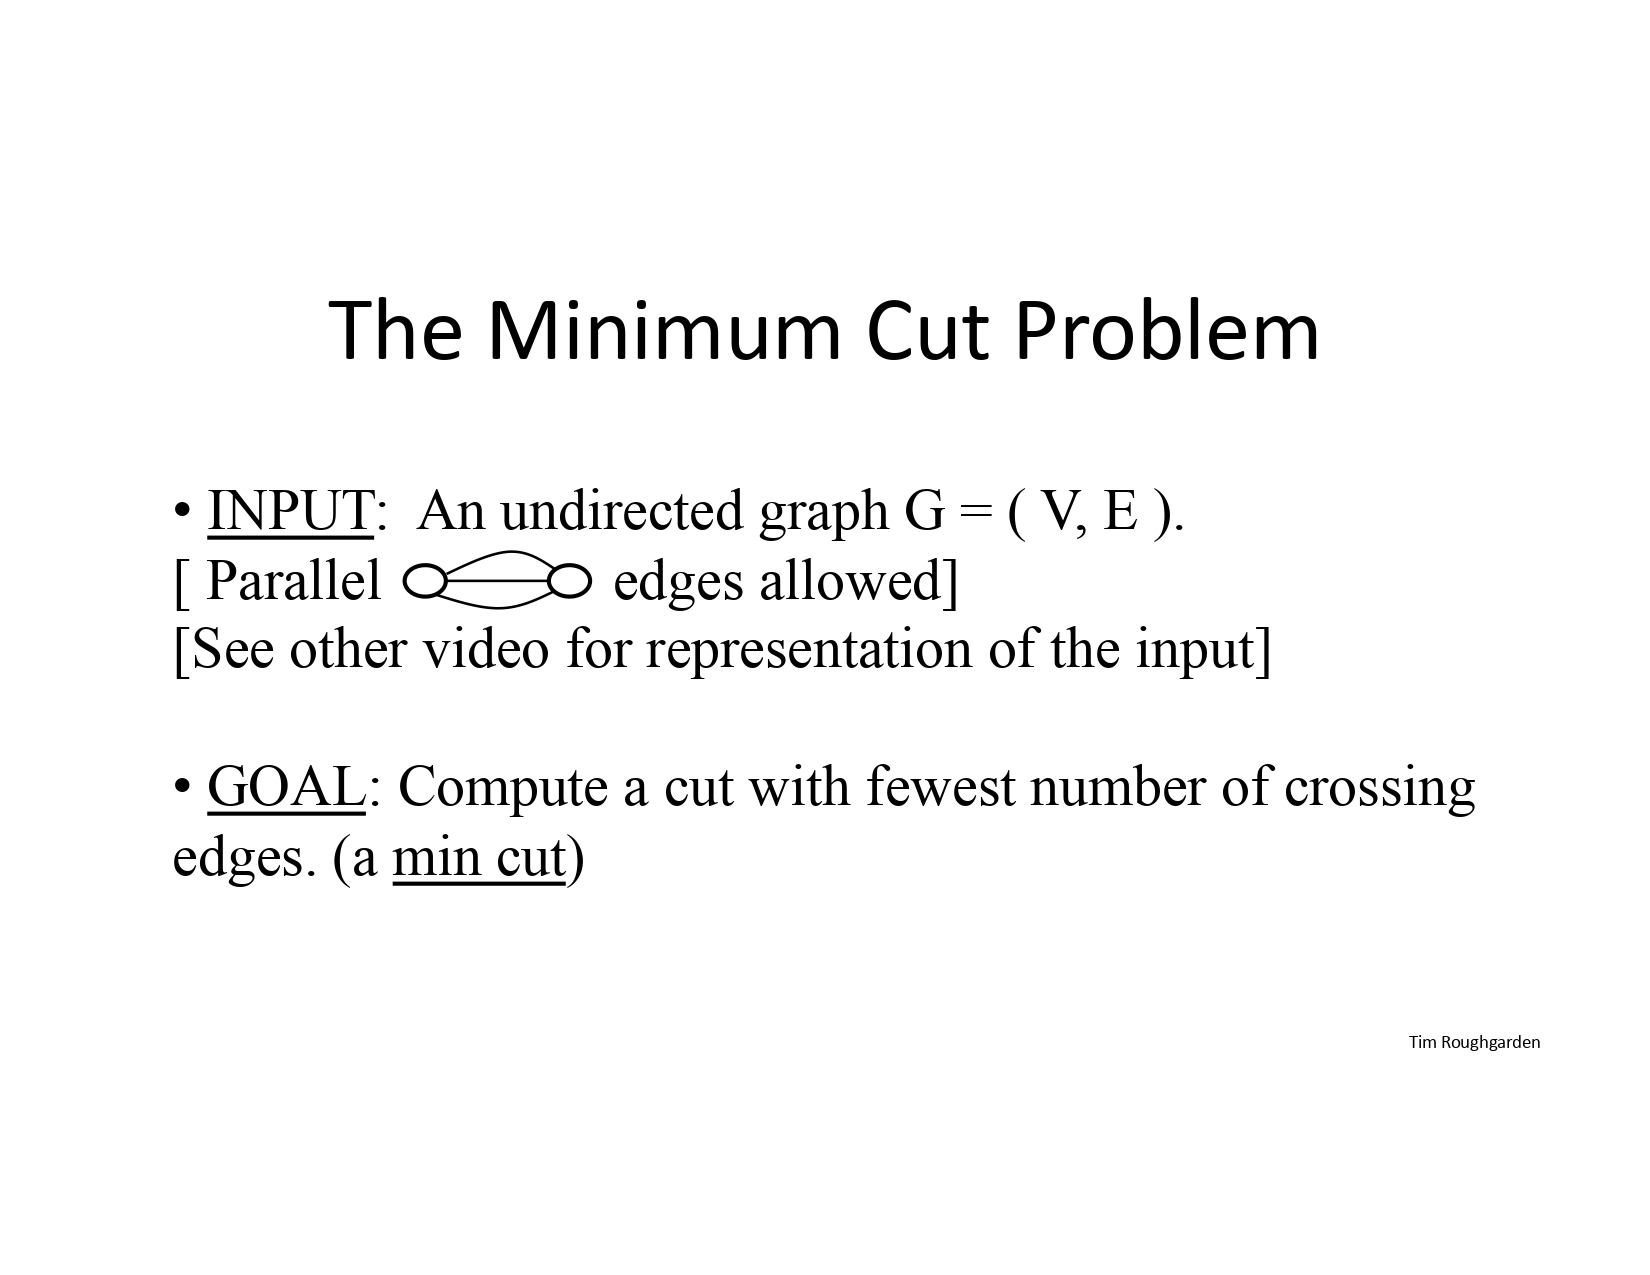 The Minimum Cut Problem
• INPUT: An undirected graph G = ( V, E ).
[ Parallel edges allowed]
[See other video for representation of the input]
• GOAL: Compute a cut with fewest number of crossing
edges. (a min cut)
Tim Roughgarden